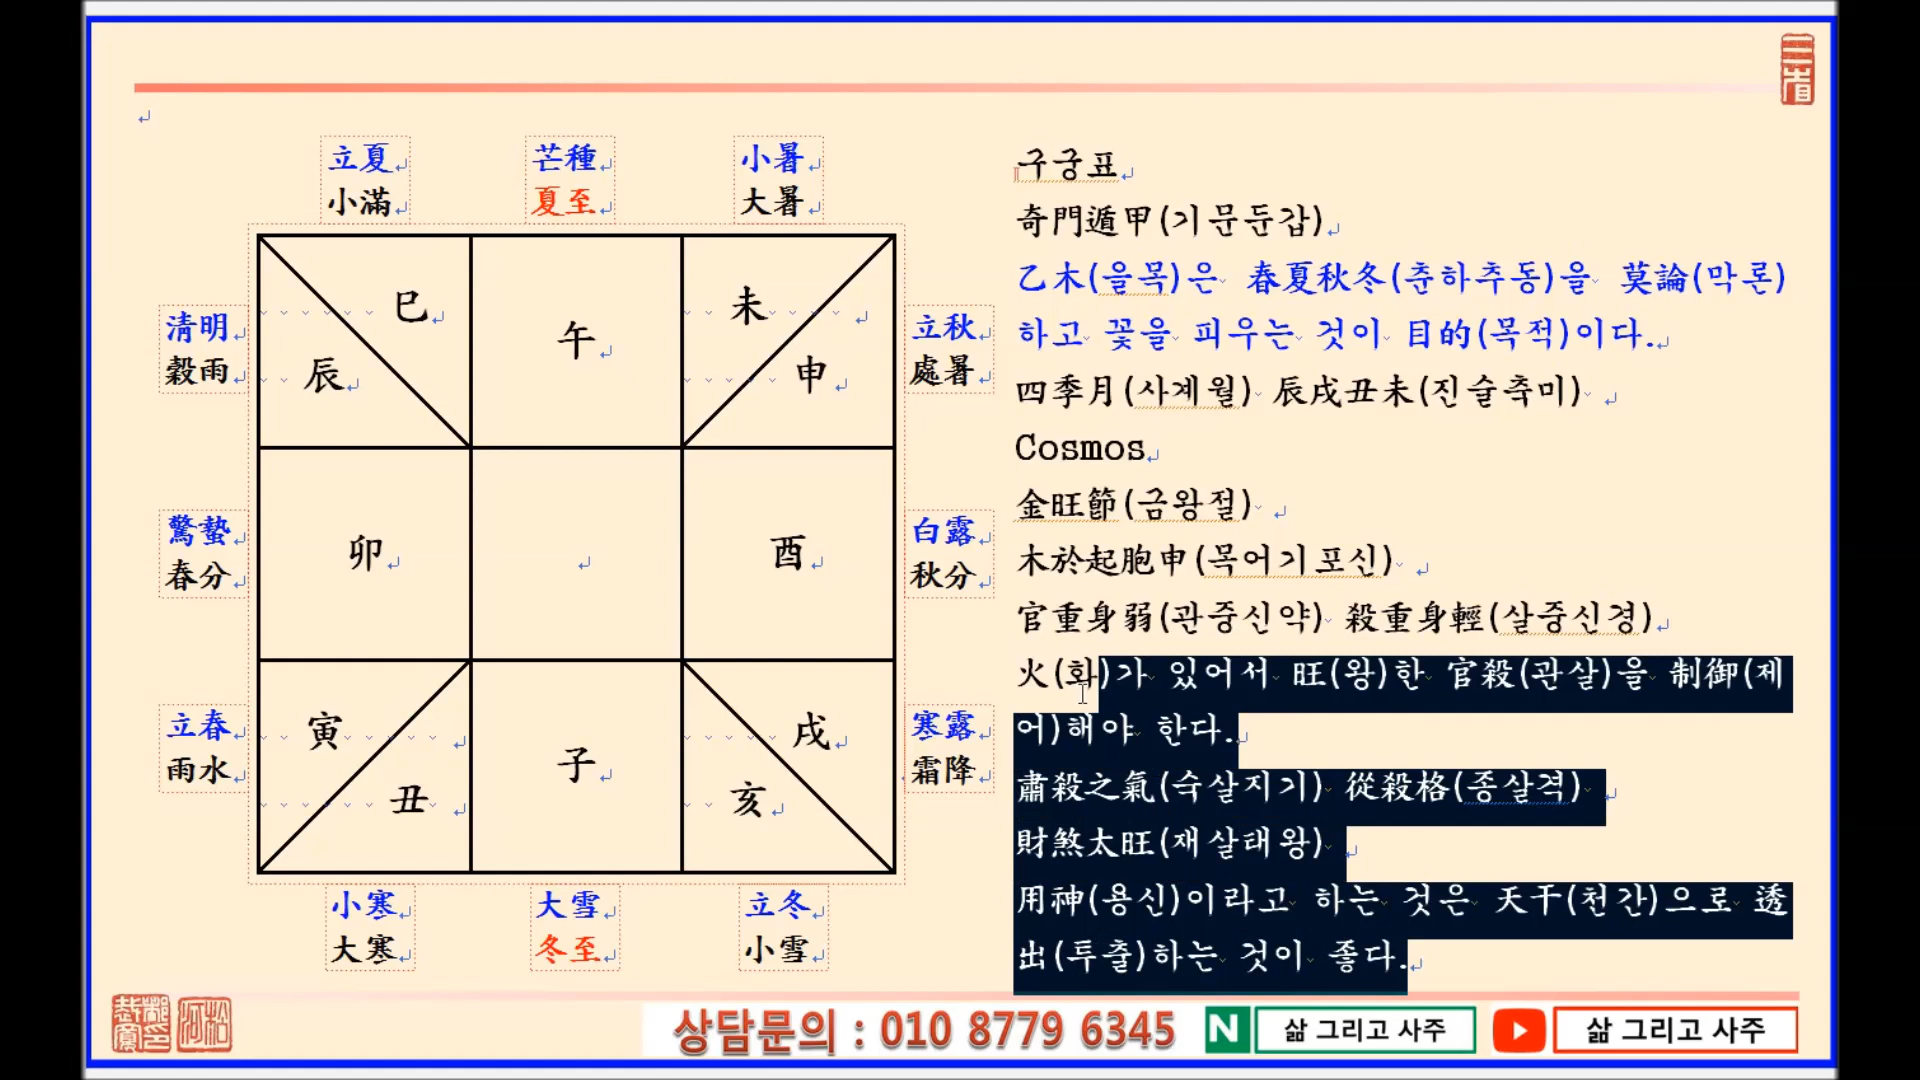 立夏
小滿
芒種
夏至
小暑
大暑
清明
穀雨
巳
辰
午
未
申
立秋
處暑
驚蟄
春分
卯
酉
白露
秋分
立春
雨水
寅
丑
子
戌
亥
寒露
霜降
小寒
大寒
大雪
冬至
立冬
小雪
구궁표
奇門遁甲(기문둔갑)
乙木(을목)은 春夏秋冬(춘하추동)을 莫論(막론)
하고 꽃을 피우는 것이 目的(목적)이다.
四季月(사계월) 辰戌丑未(진술축미)
Cosmos
金旺節(금왕절)
木於起胞申(목어기포신)
官重身弱(관중신약) 殺重身輕(살중신경)
火(화)가 있어서 旺(왕)한 官殺(관살)을 制御(제
어)해야 한다.
肅殺之氣(숙살지기) 從殺格(종살격)
財煞太旺(재살태왕)
用神(용신)이라고 하는 것은 天干(천간)으로 透
出(투출)하는 것이 좋다.
상담문의 : 010 8779 6345
N 삶 그리고 사주
삶 그리고 사주